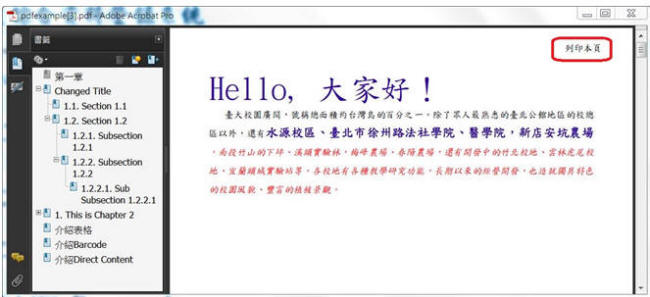 pdfexample[3].pdf - Adobe Acrobat Pro
書籤
第一章
Changed Title
1.1. Section 1.1
1.2. Section 1.2
1.2.1. Subsection
1.2.1
1.2.2. Subsection
1.2.2
1.2.2.1. Sub
Subsection 1.2.2.1
1. This is Chapter 2
介紹表格
介紹Barcode
介紹Direct Content
列印本頁
Hello, 大家好！
臺大校園廣闊，號稱總面積約台灣島的百分之一。除了眾人最熟悉的臺北公館地區的校總
區以外，還有水源校區、臺北市徐州路法社學院、醫學院，新店安坑農場
，南投竹山的下坪、溪頭實驗林，梅峰農場、春陽農場，還有開發中的竹北校地、雲林虎尾校
地、宜蘭頭城實驗站等。各校地有各種教學研究功能，長期以來的經營開發，也造就獨具特色
的校園風貌、豐富的植栽景觀。